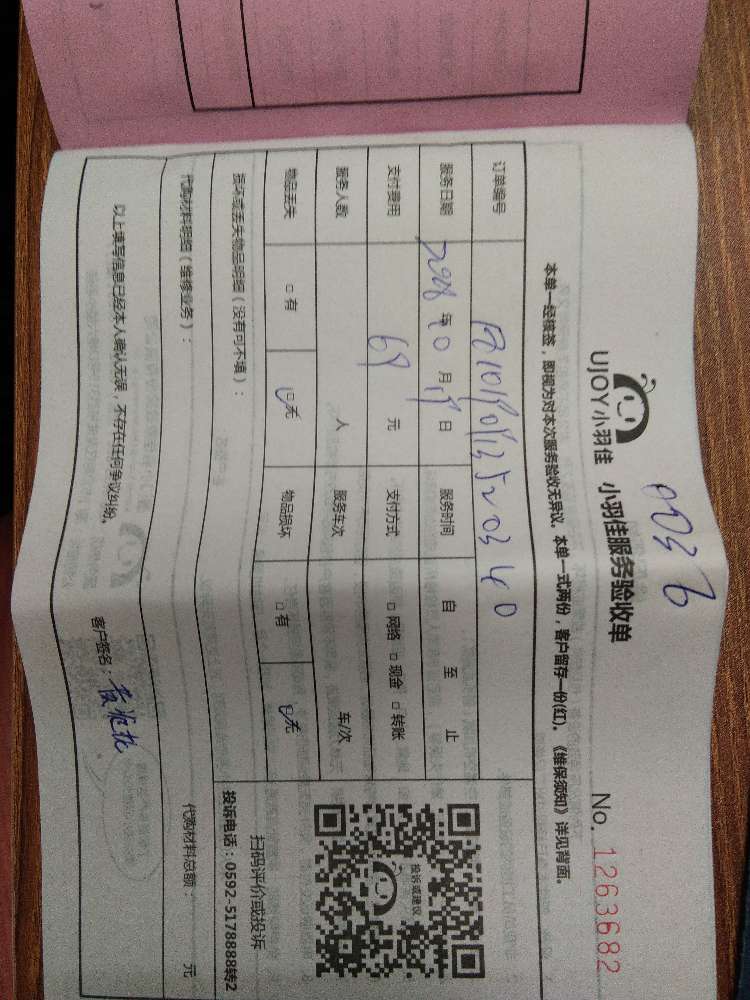 0036
UJOY小羽佳 小羽佳服务验收单 No. 1263682
本单一经核签，即视为对本次服务验收无异议。本单一式两份，客户留存一份(红)。《维保须知》详见背面。
订单编号
服务日期 年 10 月 日 服务时间 自 至 止
支付费用 68 元 支付方式 □ 网络 □ 现金 □ 转账
服务人数 人 服务车次 车/次
物品丢失 □ 有 □ 无 物品损坏 □ 有 □ 无
损坏或丢失物品明细（没有可不填）：
代购材料明细（维修业务）：
代购材料总额： 元
以上填写信息已经本人确认无误，不存在任何争议纠纷。
客户签名：
投诉或建议
扫码评价或投诉
投诉电话：0592-5178888转2